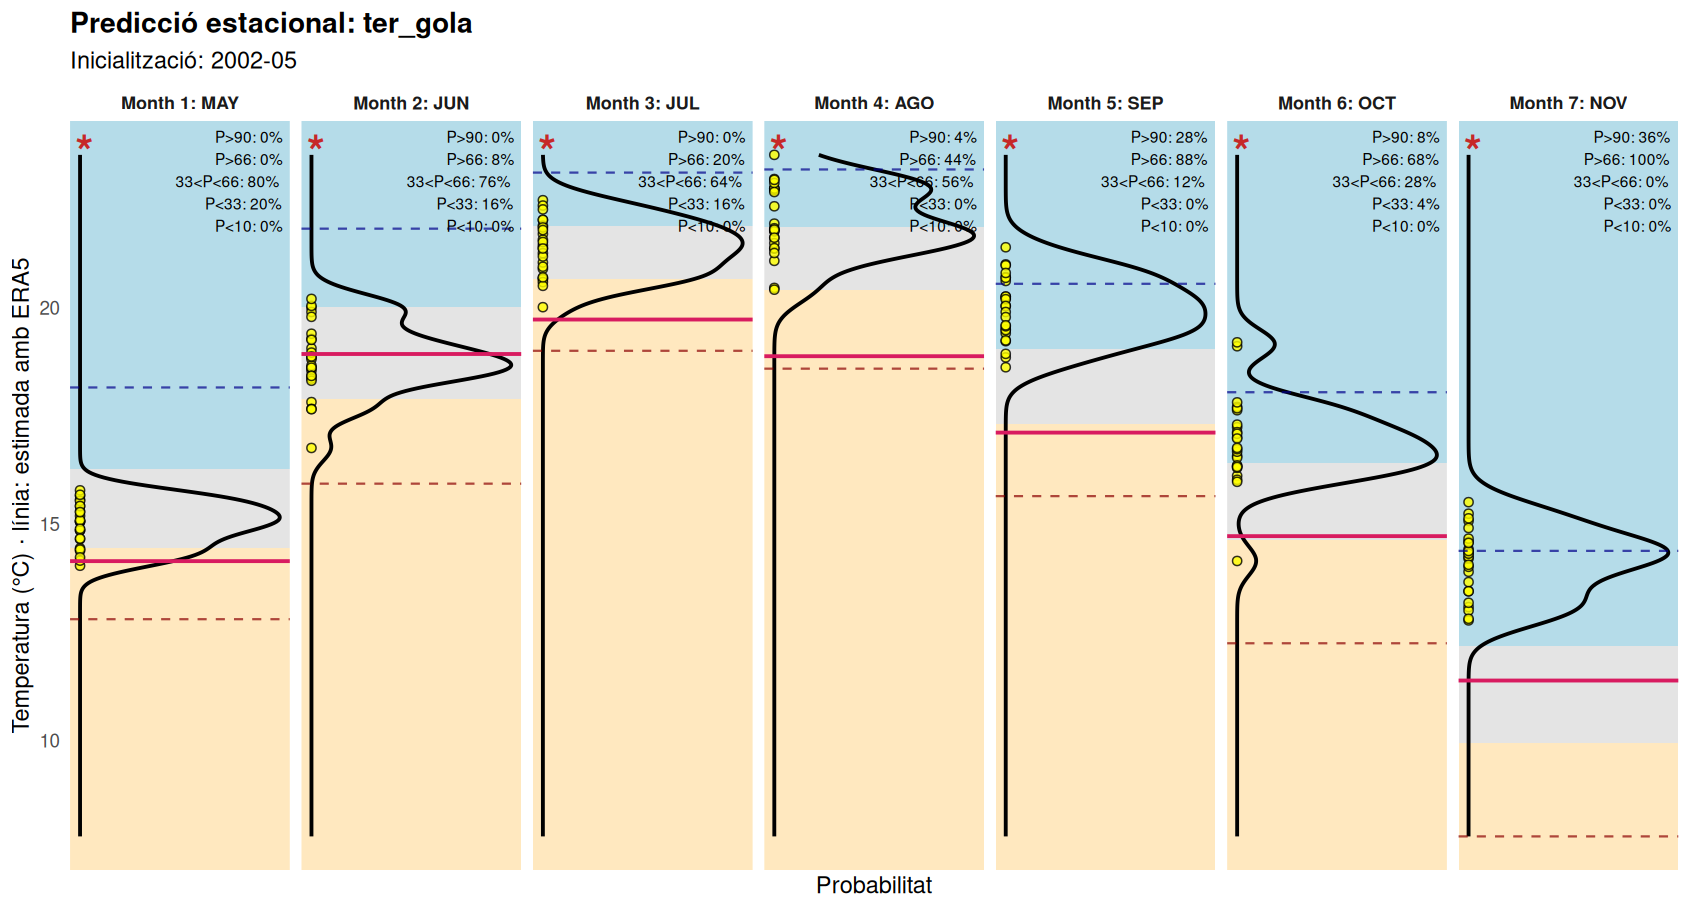 Predicció estacional: ter_gola
Inicialització: 2002-05
Month 1: MAY
Month 2: JUN
Month 3: JUL
Month 4: AGO
Month 5: SEP
Month 6: OCT
Month 7: NOV
*
P>90: 0%
P>66: 0%
33<P<66: 80%
P<33: 20%
P<10: 0%
*
P>90: 0%
P>66: 8%
33<P<66: 76%
P<33: 16%
P<10: 0%
*
P>90: 0%
P>66: 20%
33<P<66: 64%
P<33: 16%
P<10: 0%
*
P>90: 4%
P>66: 44%
33<P<66: 56%
P<33: 0%
P<10: 0%
*
P>90: 28%
P>66: 88%
33<P<66: 12%
P<33: 0%
P<10: 0%
*
P>90: 8%
P>66: 68%
33<P<66: 28%
P<33: 4%
P<10: 0%
*
P>90: 36%
P>66: 100%
33<P<66: 0%
P<33: 0%
P<10: 0%
20
15
10
Temperatura (°C) · línia: estimada amb ERA5
Probabilitat